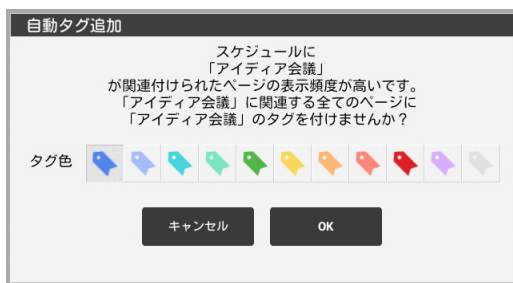 自動タグ追加
スケジュールに
「アイディア会議」
が関連付けられたページの表示頻度が高いです。
「アイディア会議」に関連する全てのページに
「アイディア会議」のタグを付けませんか？
タグ色
キャンセル
OK